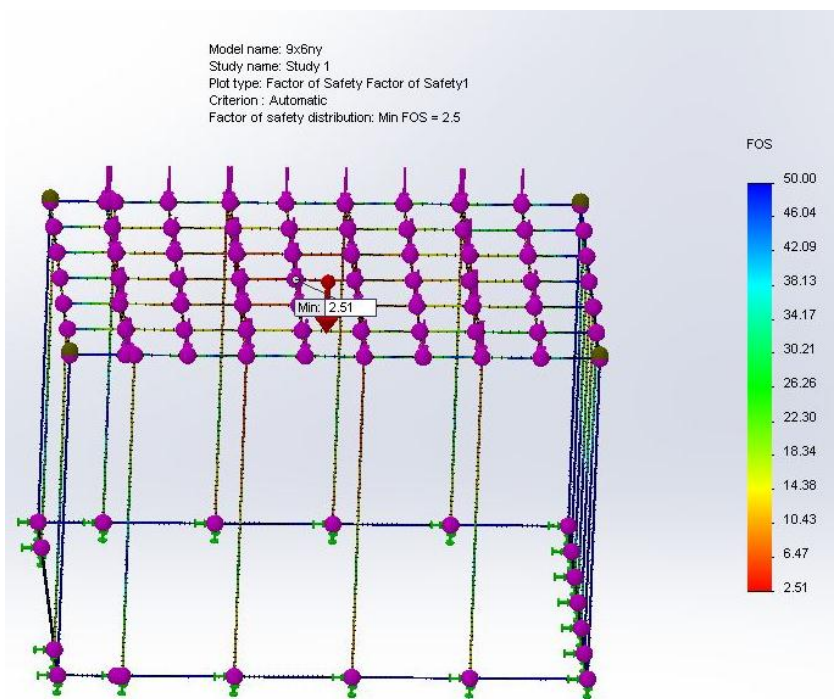 Model name: 9x6ny
Study name: Study 1
Plot type: Factor of Safety Factor of Safety1
Criterion : Automatic
Factor of safety distribution: Min FOS = 2.5
FOS
50.00
46.04
42.09
38.13
34.17
30.21
26.26
22.30
18.34
14.38
10.43
6.47
2.51
Min: 2.51